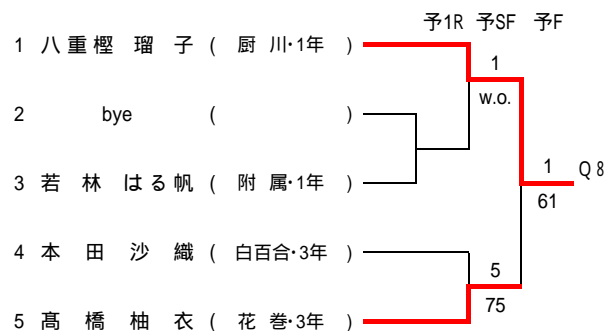 予1R 予SF 予F
1 八重樫 瑠 子 ( 厨 川・1年 )
1
w.o.
2 bye ( )
1 Q8
61
3 若 林 はる帆 ( 附 属・1年 )
4 本 田 沙 織 ( 白百合・3年 )
5
75
5 髙 橋 柚 衣 ( 花 巻・3年 )